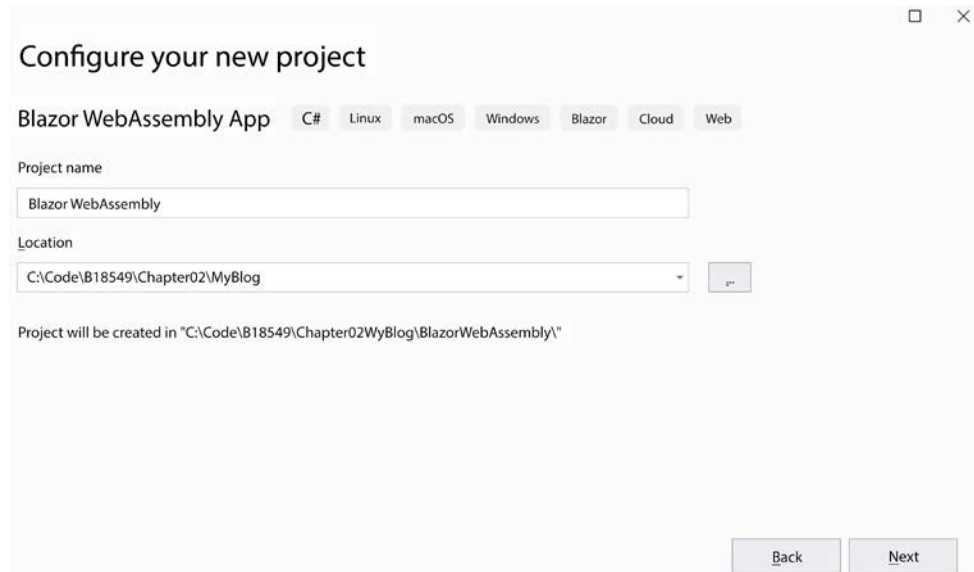 Configure your new project
Blazor WebAssembly App C# Linux macOS Windows Blazor Cloud Web
Project name
Blazor WebAssembly
Location
C:\Code\B18549\Chapter02\MyBlog
...
Project will be created in "C:\Code\B18549\Chapter02WyBlog\BlazorWebAssembly\"
Back Next